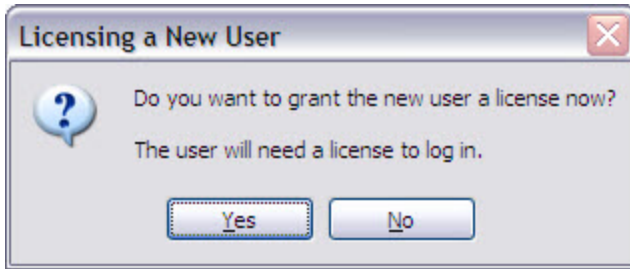 Licensing a New User
Do you want to grant the new user a license now?
The user will need a license to log in.
Yes
No